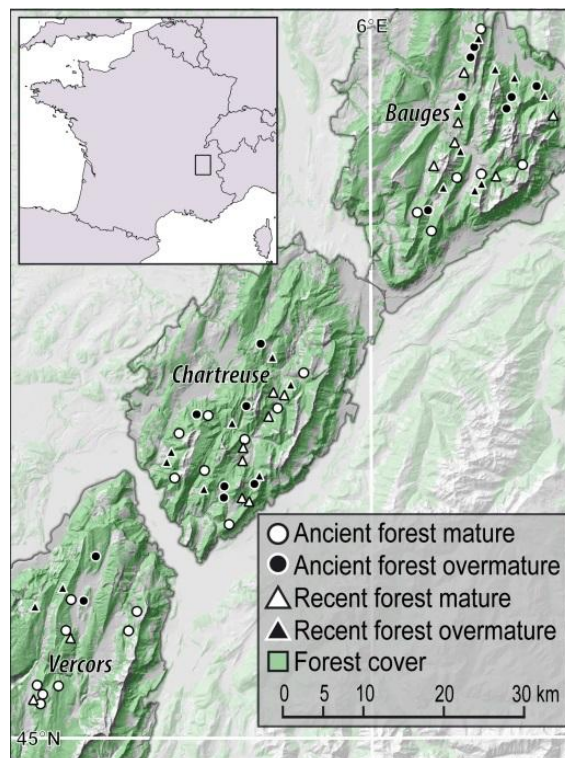 6°E
Bauges
Chartreuse
Vercors
Ancient forest mature
Ancient forest overmature
Recent forest mature
Recent forest overmature
Forest cover
0 10 20 30 km
45°N